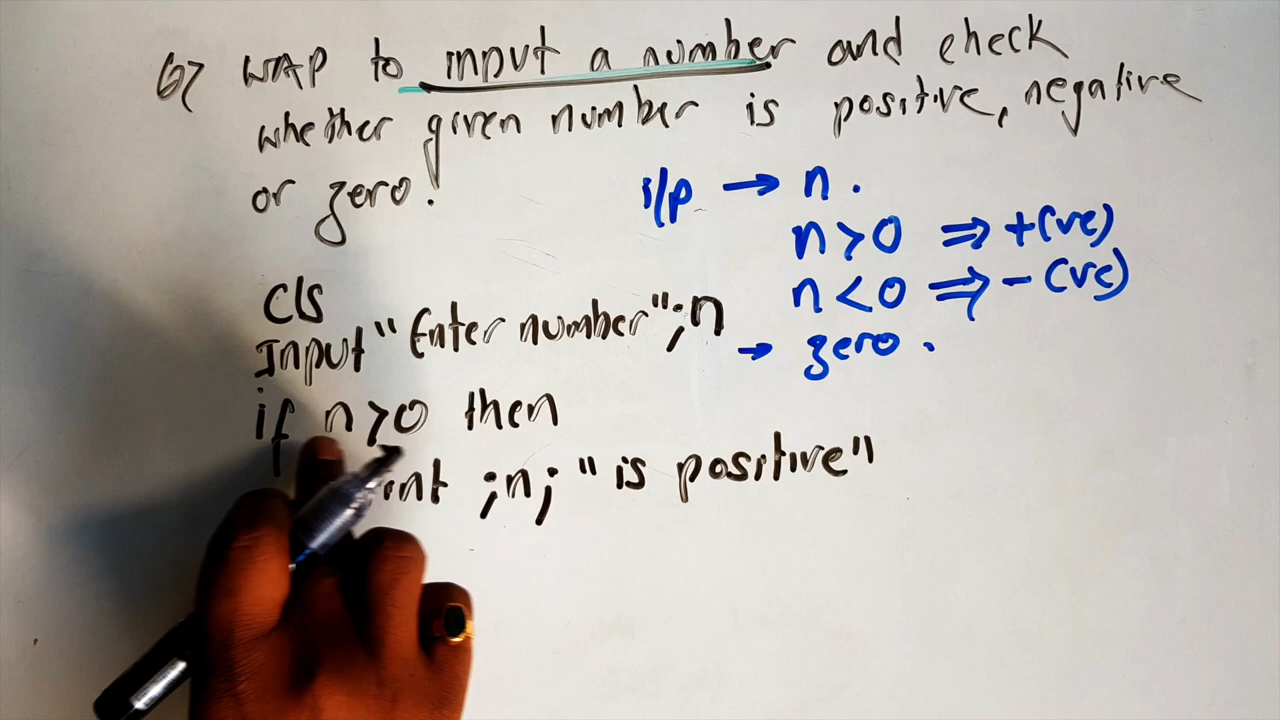 6) WAP to input a number and check
whether given number is positive, negative
or zero!
i/p → n.
n>0 ⇒ +(ve)
n<0 ⇒ -(ve)
→ zero.
Cls
Input "Enter number";n
if n>0 then
;n; "is positive"